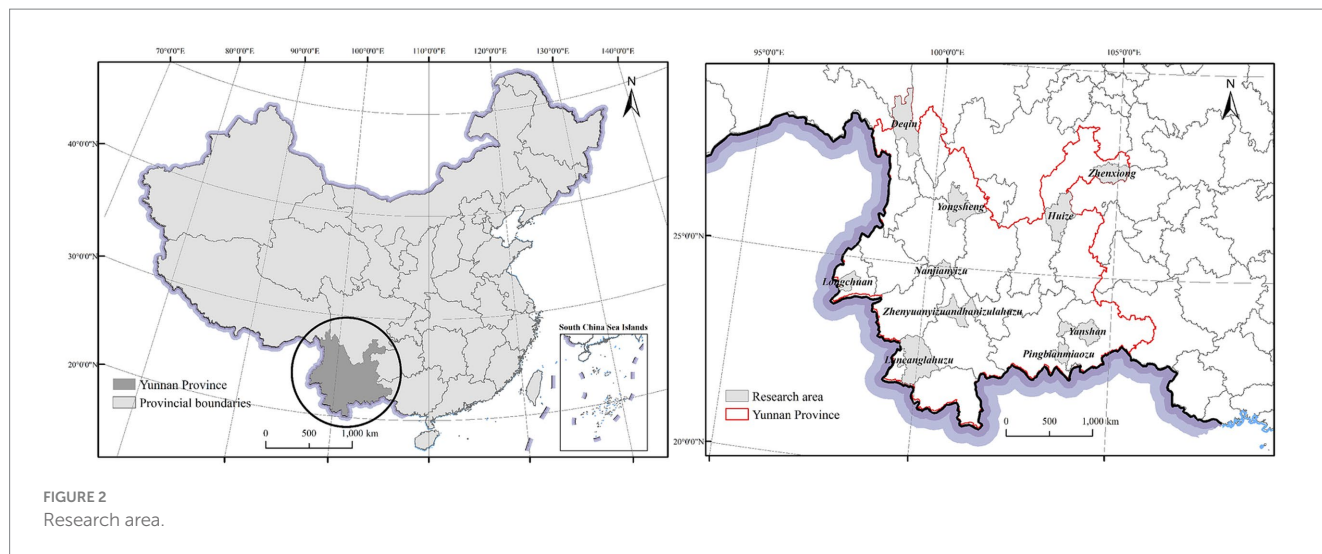 70°0'0"E 80°0'0"E 90°0'0"E 100°0'0"E 110°0'0"E 120°0'0"E 130°0'0"E 140°0'0"E
N
40°0'0"N
30°0'0"N
20°0'0"N
South China Sea Islands
Yunnan Province
Provincial boundaries
0 500 1,000 km
95°0'0"E 100°0'0"E 105°0'0"E
N
Deqin
Zhenxiong
Yongsheng
Huize
25°0'0"N
Nanjianyizu
Longchuan
Zhenyuanyizuandhanizulahuzu
Yanshan
Lancanglahuzu
Pingbianmiaozu
Research area
Yunnan Province
0 500 1,000 km
20°0'0"N
FIGURE 2
Research area.